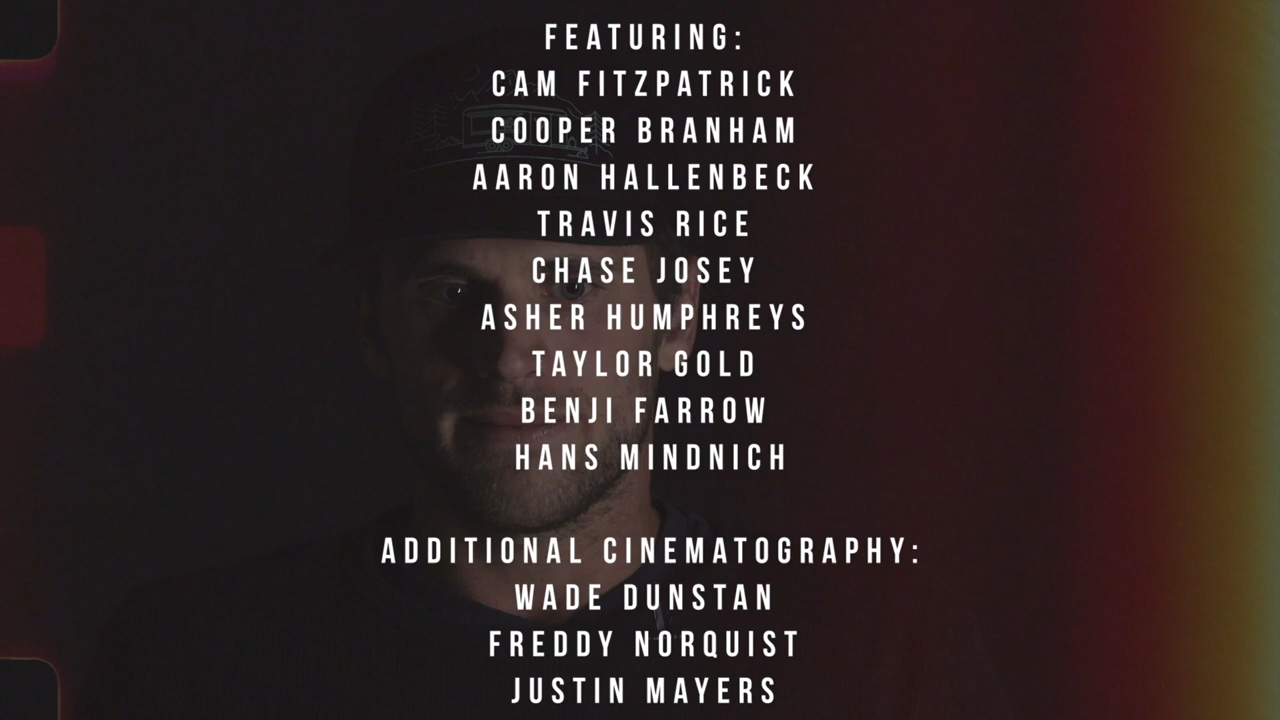 FEATURING:
CAM FITZPATRICK
COOPER BRANHAM
AARON HALLENBECK
TRAVIS RICE
CHASE JOSEY
ASHER HUMPHREYS
TAYLOR GOLD
BENJI FARROW
HANS MINDNICH
ADDITIONAL CINEMATOGRAPHY:
WADE DUNSTAN
FREDDY NORQUIST
JUSTIN MAYERS